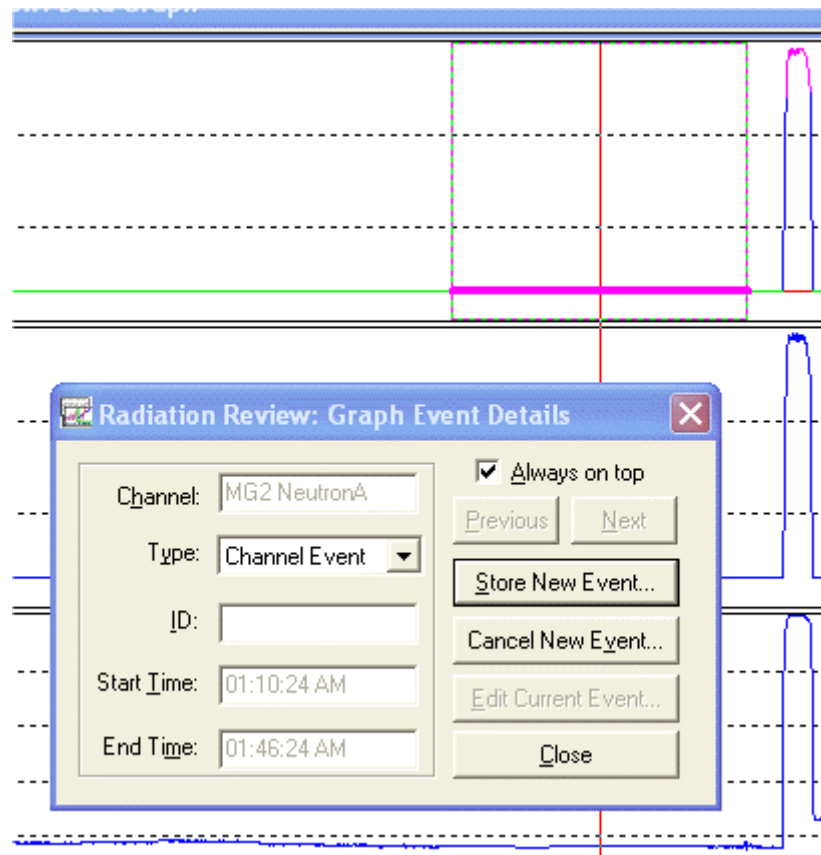 Data Graph
Radiation Review: Graph Event Details
Channel: MG2 NeutronA
Type: Channel Event
ID:
Start Time: 01:10:24 AM
End Time: 01:46:24 AM
Always on top
Previous Next
Store New Event...
Cancel New Event...
Edit Current Event...
Close